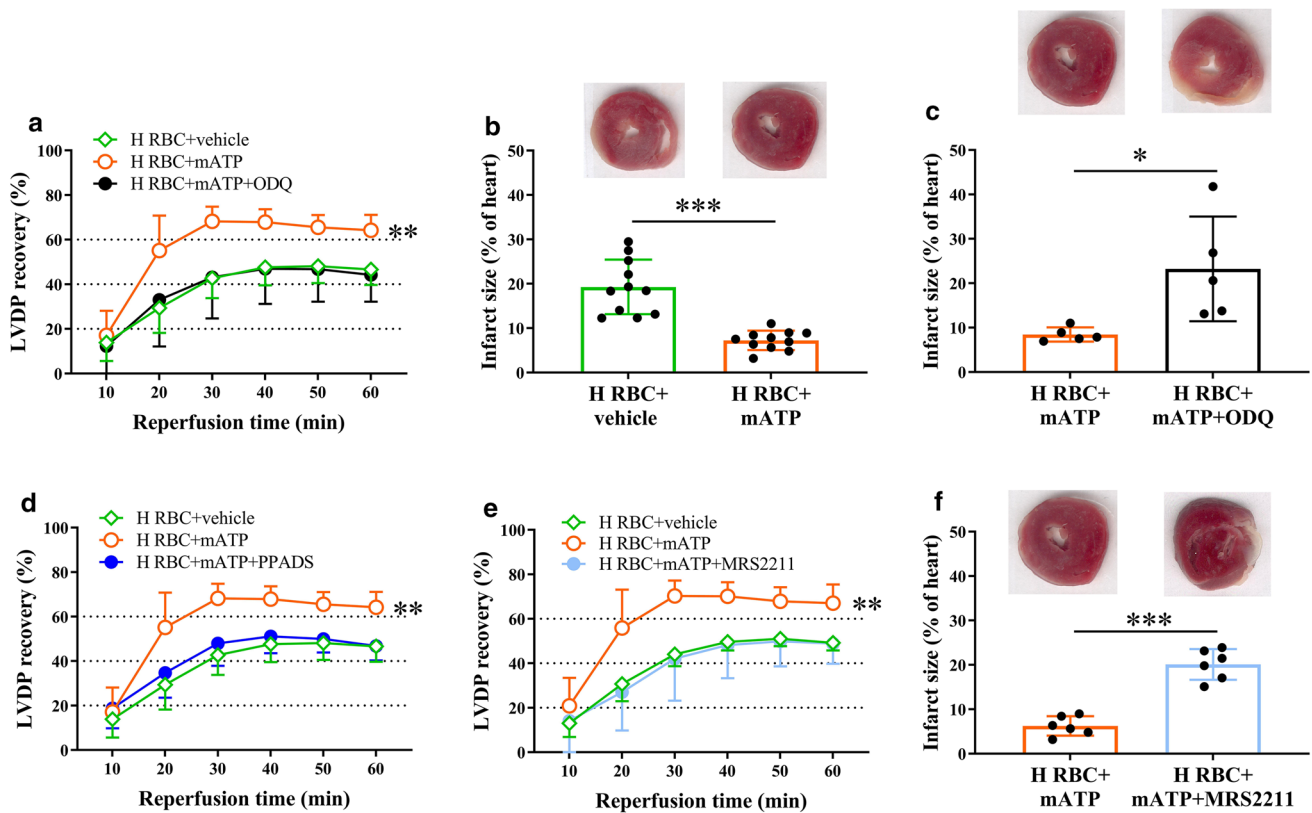 a
H RBC+vehicle
H RBC+mATP
H RBC+mATP+ODQ
LVDP recovery (%)
100
80
60
40
20
0
**
10 20 30 40 50 60
Reperfusion time (min)
b
Infarct size (% of heart)
50
40
30
20
10
0
***
H RBC+ H RBC+
vehicle mATP
c
Infarct size (% of heart)
50
40
30
20
10
0
*
H RBC+ H RBC+
mATP mATP+ODQ
d
H RBC+vehicle
H RBC+mATP
H RBC+mATP+PPADS
LVDP recovery (%)
100
80
60
40
20
0
**
10 20 30 40 50 60
Reperfusion time (min)
e
H RBC+vehicle
H RBC+mATP
H RBC+mATP+MRS2211
LVDP recovery (%)
100
80
60
40
20
0
**
10 20 30 40 50 60
Reperfusion time (min)
f
Infarct size (% of heart)
50
40
30
20
10
0
***
H RBC+ H RBC+
mATP mATP+MRS2211